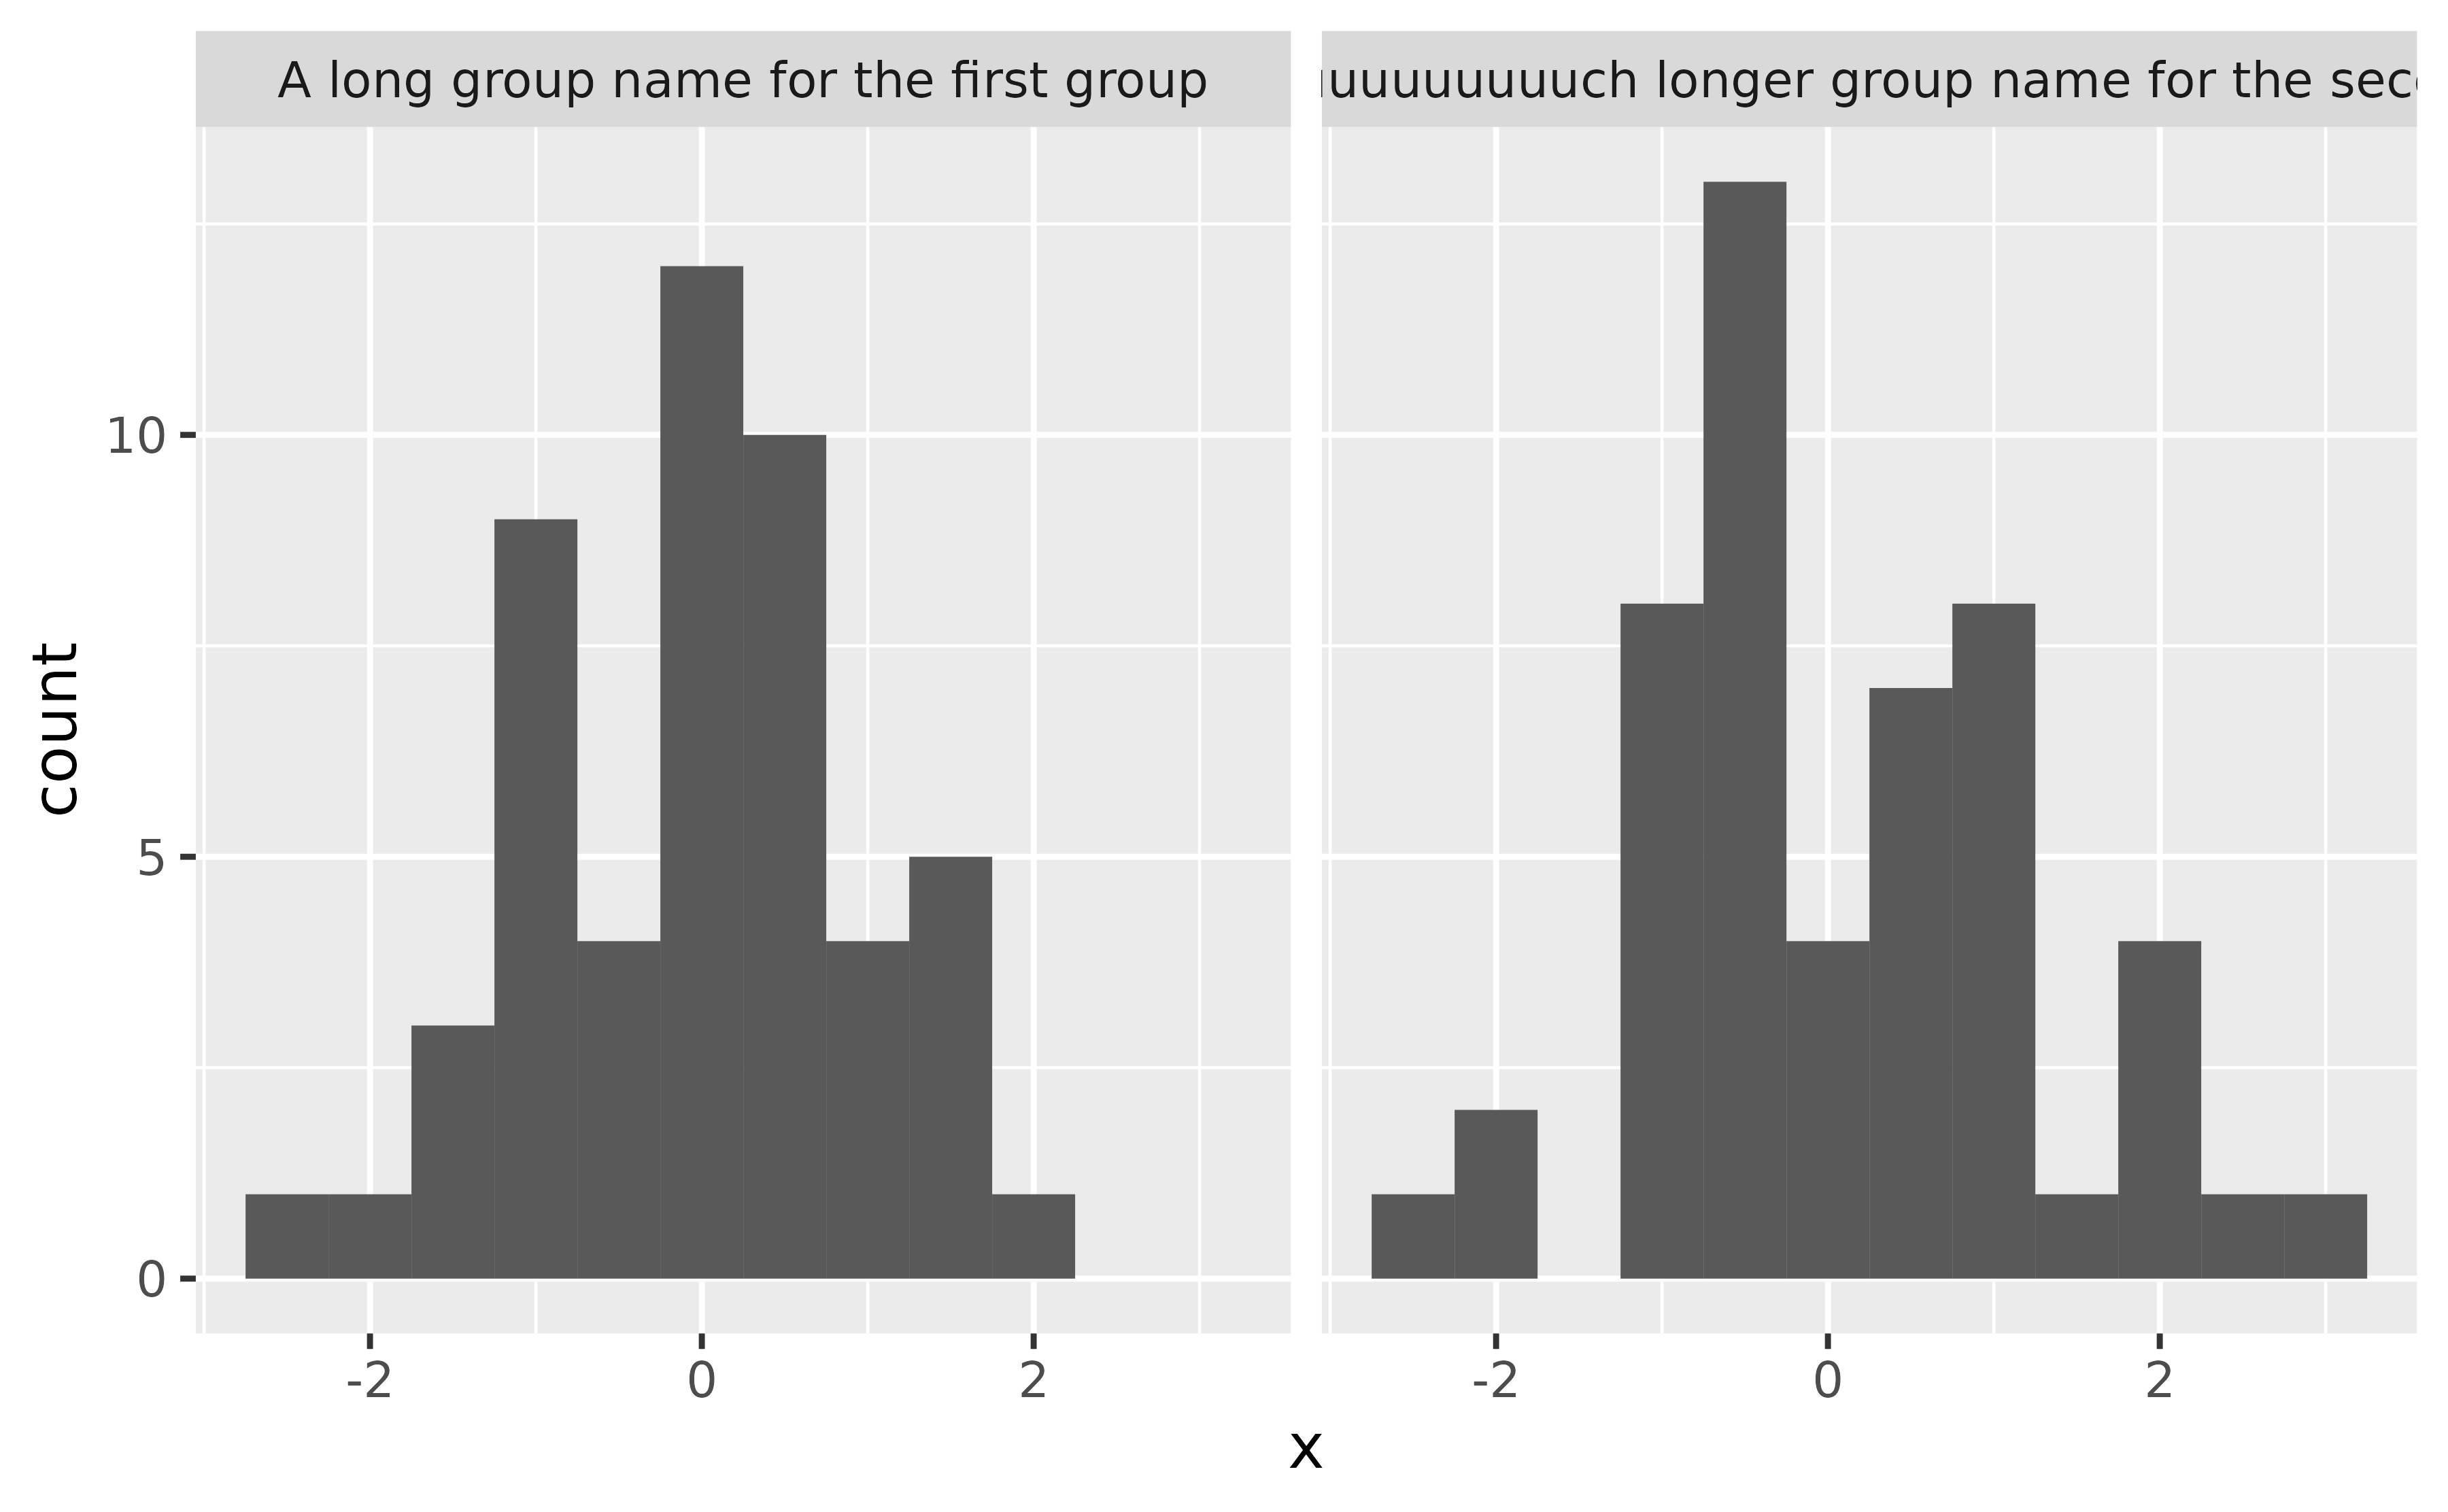 A long group name for the first group
uuuuuuuuuch longer group name for the sec
10
5
0
count
-2 0 2
-2 0 2
x